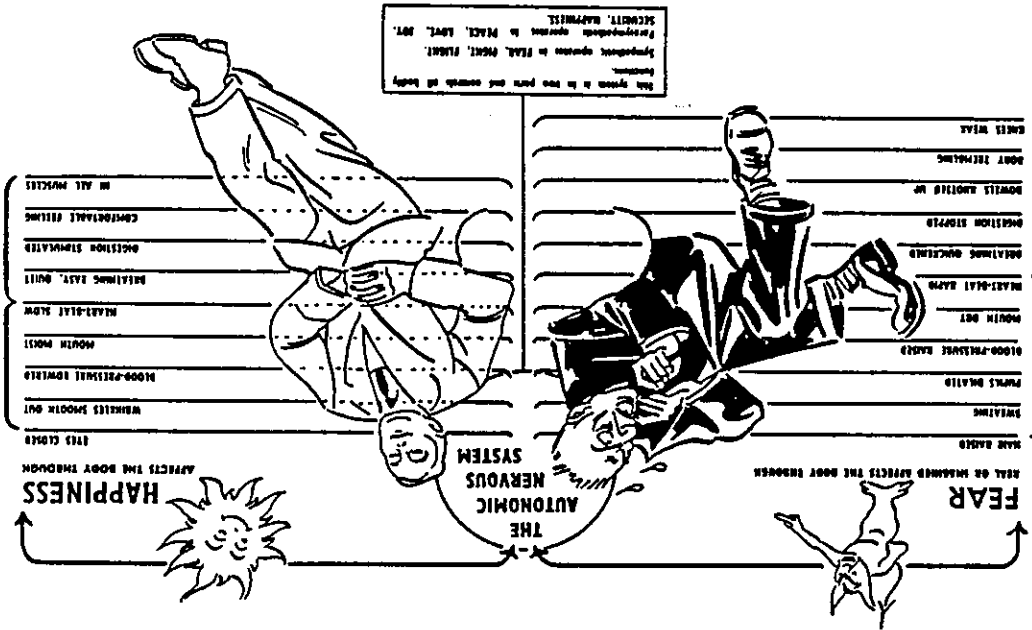 FEAR
REAL OR IMAGINED AFFECTS THE BODY THROUGH
HAIR RAISED
SWEATING
PUPILS DILATED
BLOOD-PRESSURE RAISED
MOUTH DRY
HEART-BEAT RAPID
BREATHING QUICKENED
DIGESTION STOPPED
BOWELS KNOTTED UP
BODY TREMBLING
KNEES WEAK
THE
AUTONOMIC
NERVOUS
SYSTEM
HAPPINESS
AFFECTS THE BODY THROUGH
EYES CLOSED
WRINKLES SMOOTH OUT
BLOOD-PRESSURE LOWERED
MOUTH MOIST
HEART-BEAT SLOW
BREATHING EASY, QUIET
DIGESTION STIMULATED
COMFORTABLE FEELING
IN ALL MUSCLES
This system is in two parts and controls all bodily
functions.
Sympathetic operates in FEAR, FIGHT, FLIGHT.
Parasympathetic operates in PEACE, LOVE, JOY,
SECURITY, HAPPINESS.